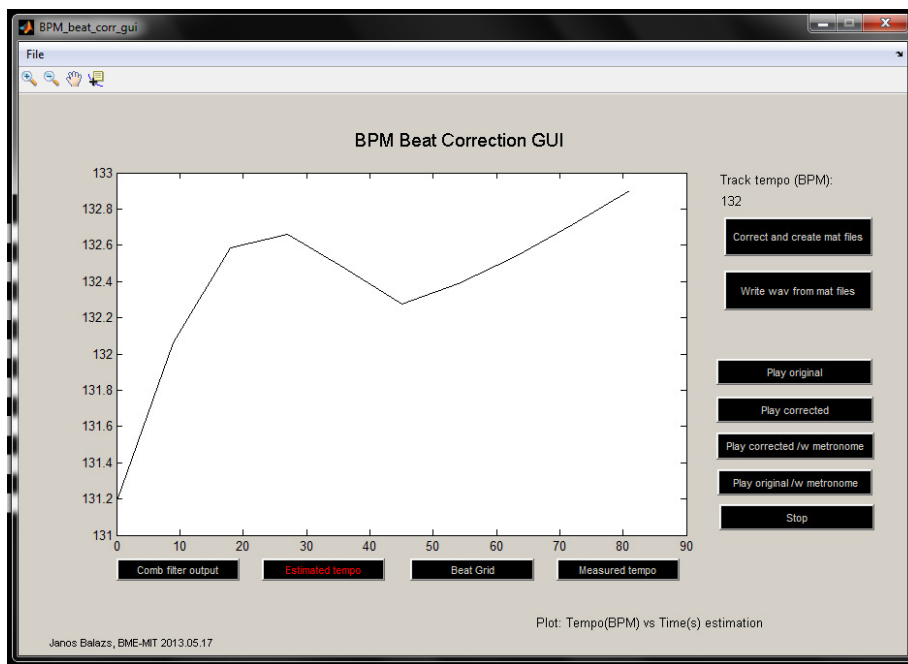 BPM_beat_corr_gui
File
BPM Beat Correction GUI
133
132.8
132.6
132.4
132.2
132
131.8
131.6
131.4
131.2
131
0 10 20 30 40 50 60 70 80 90
Comb filter output Estimated tempo Beat Grid Measured tempo
Track tempo (BPM):
132
Correct and create mat files
Write wav from mat files
Play original
Play corrected
Play corrected /w metronome
Play original /w metronome
Stop
Plot: Tempo(BPM) vs Time(s) estimation
Janos Balazs, BME-MIT 2013.05.17